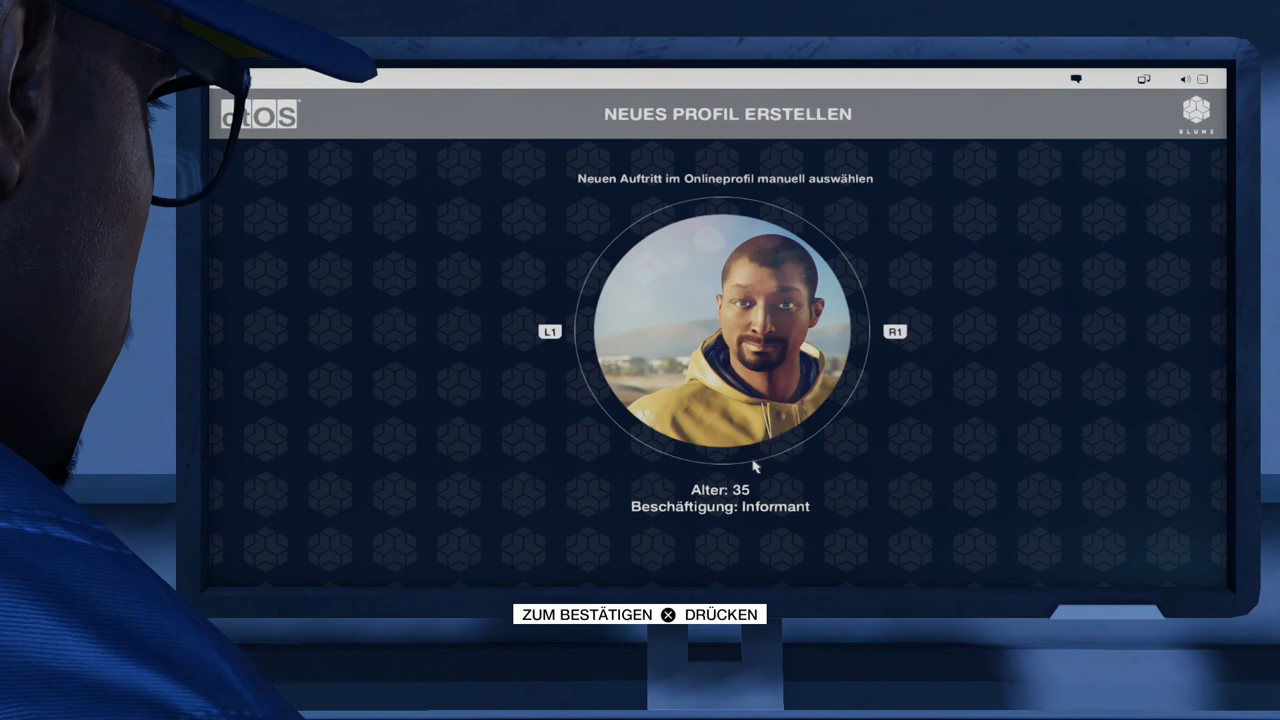 ctOS
NEUES PROFIL ERSTELLEN
BLUME
Neuen Auftritt im Onlineprofil manuell auswählen
L1
R1
Alter: 35
Beschäftigung: Informant
ZUM BESTÄTIGEN ⊗ DRÜCKEN